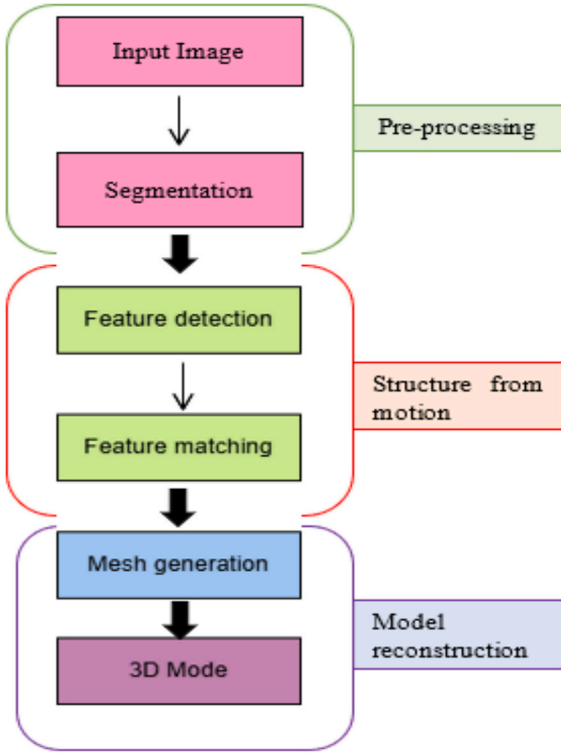 Input Image
Pre-processing
Segmentation
Feature detection
Structure from
motion
Feature matching
Mesh generation
Model
reconstruction
3D Mode